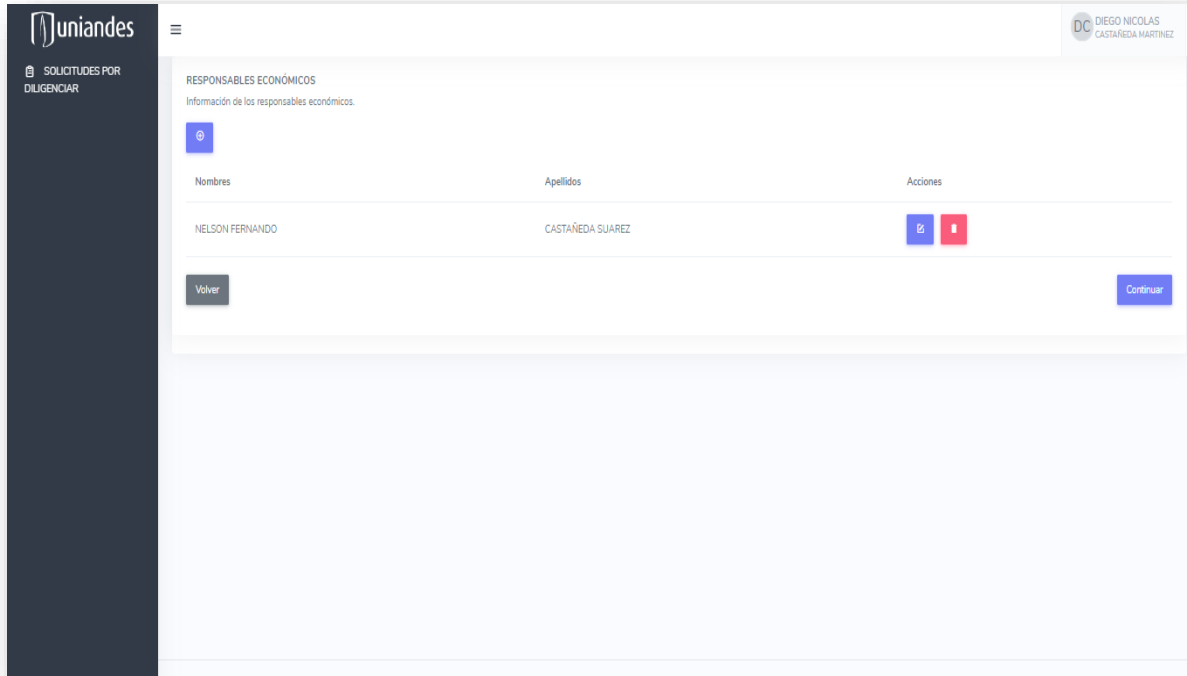 uniandes
DC DIEGO NICOLAS
CASTAÑEDA MARTINEZ
SOLICITUDES POR
DILIGENCIAR
RESPONSABLES ECONÓMICOS
Información de los responsables económicos.
Nombres Apellidos Acciones
NELSON FERNANDO CASTAÑEDA SUAREZ
Volver Continuar